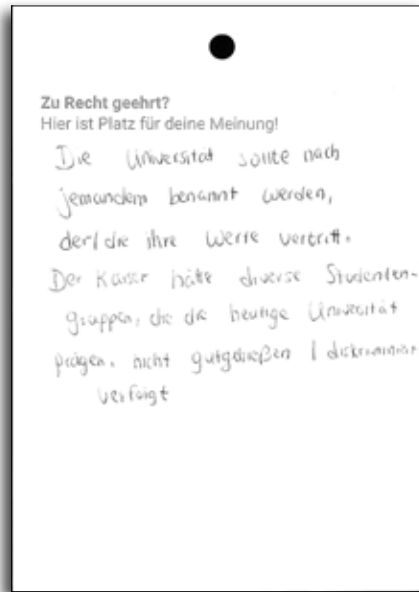 Zu Recht geehrt?
Hier ist Platz für deine Meinung!
Die Universität sollte nach
jemandem benannt werden,
der/die ihre Werte vertritt.
Der Kaiser hätte diverse Studenten-
gruppen, die die heutige Universität
prägen, nicht gutgeheißen / diskriminiert
verfolgt